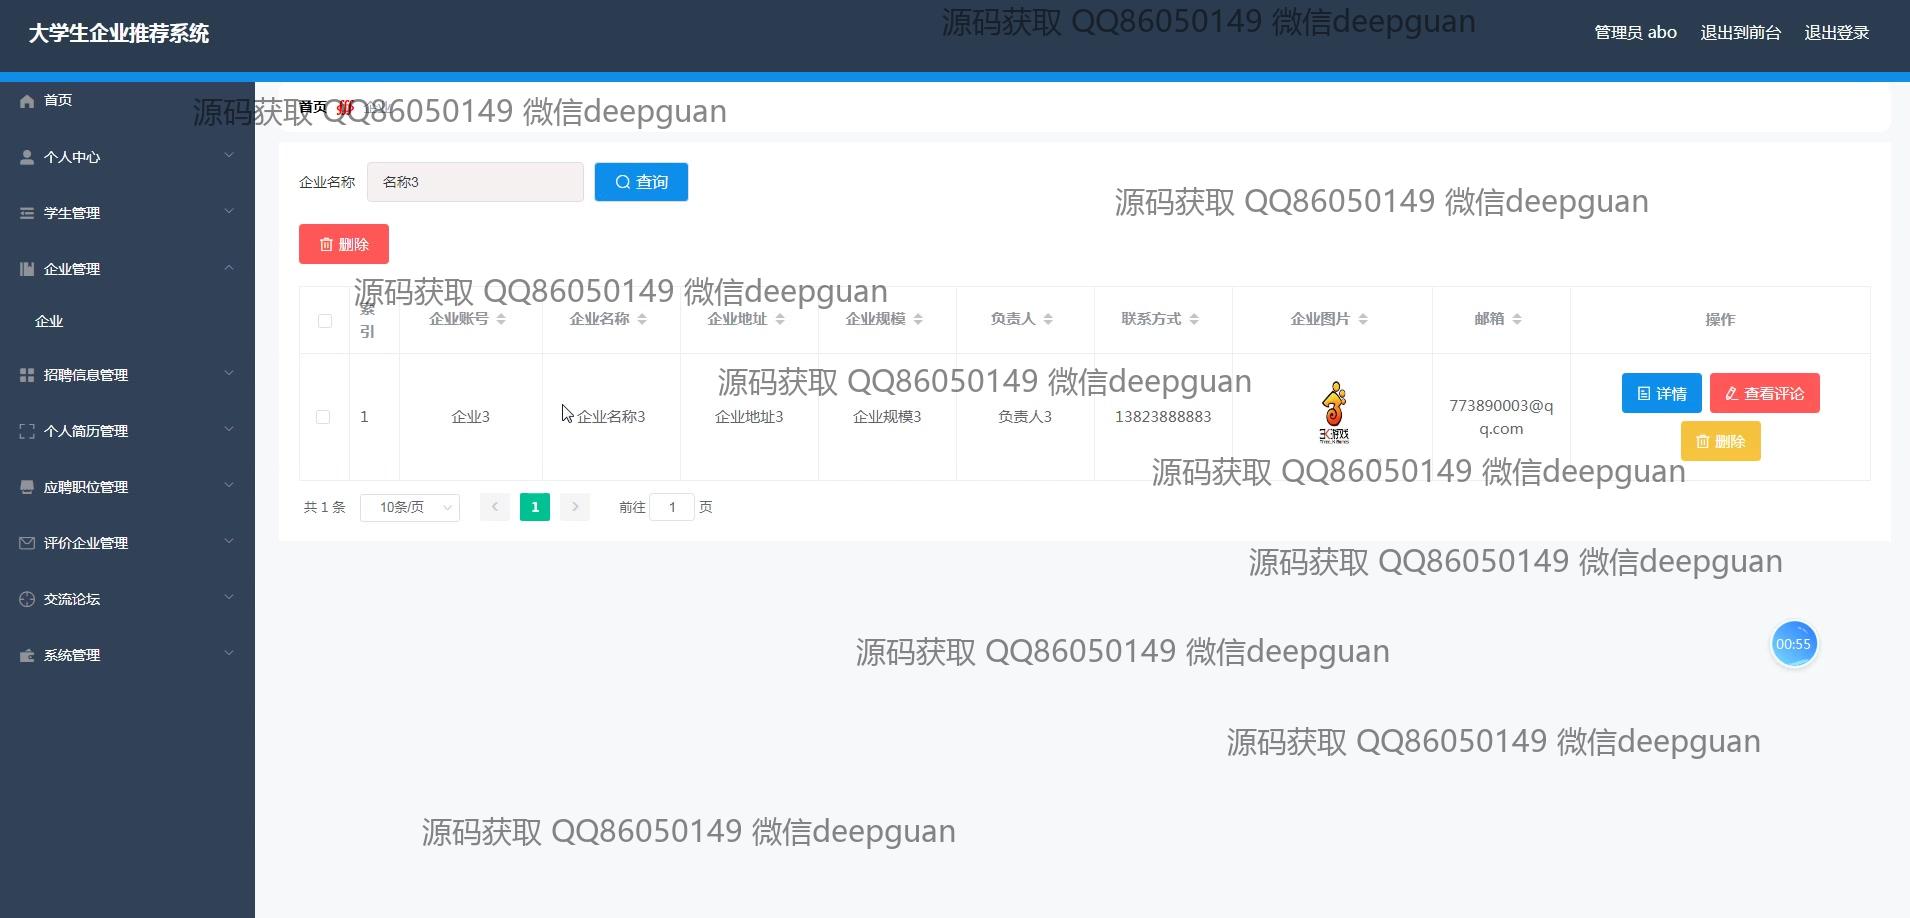 大学生企业推荐系统
源码获取 QQ86050149 微信deepguan
管理员 abo
退出到前台
退出登录
首页
个人中心
学生管理
企业管理
企业
招聘信息管理
个人简历管理
应聘职位管理
评价企业管理
交流论坛
系统管理
首页
企业
源码获取 QQ86050149 微信deepguan
企业名称
名称3
查询
源码获取 QQ86050149 微信deepguan
删除
源码获取 QQ86050149 微信deepguan
索引
企业账号
企业名称
企业地址
企业规模
负责人
联系方式
企业图片
邮箱
操作
源码获取 QQ86050149 微信deepguan
1
企业3
企业名称3
企业地址3
企业规模3
负责人3
13823888883
3K游戏
773890003@q
q.com
详情
查看评论
删除
源码获取 QQ86050149 微信deepguan
共 1 条
10条/页
1
前往
1
页
源码获取 QQ86050149 微信deepguan
00:55
源码获取 QQ86050149 微信deepguan
源码获取 QQ86050149 微信deepguan
源码获取 QQ86050149 微信deepguan